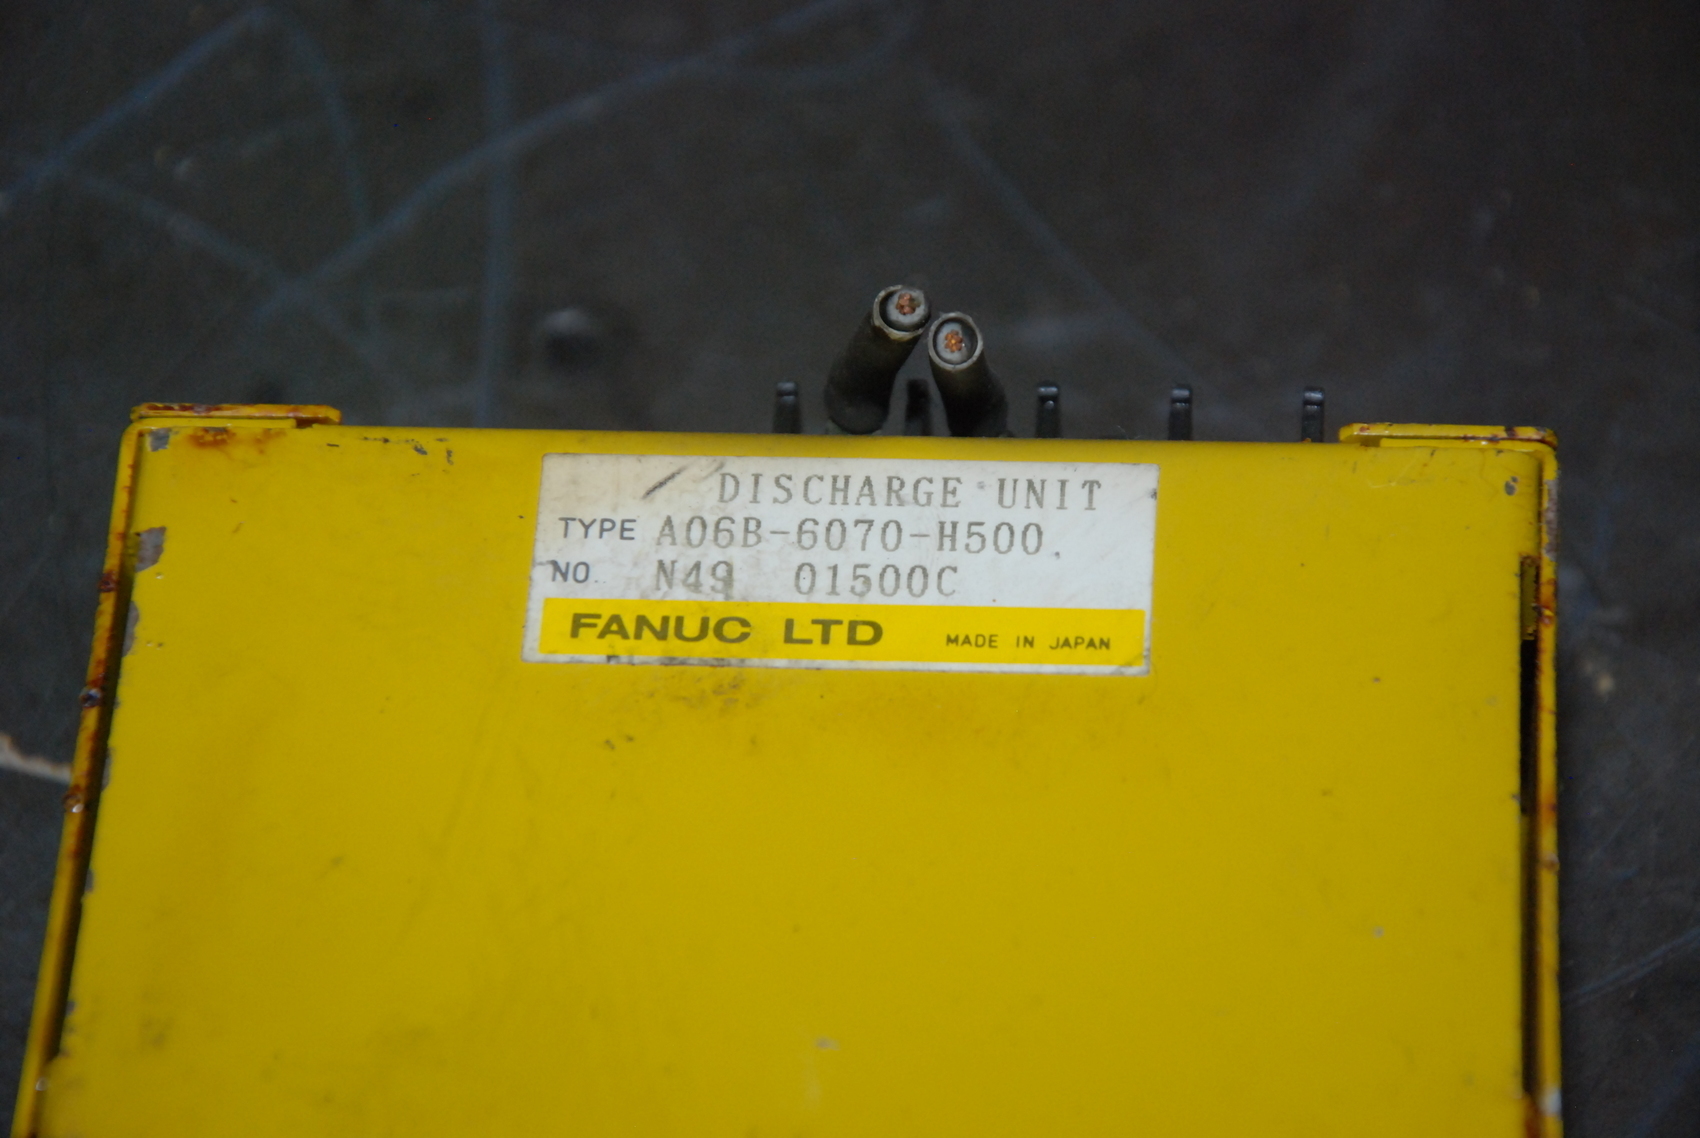 DISCHARGE UNIT
TYPE A06B-6070-H500
NO. N49 01500C
FANUC LTD MADE IN JAPAN